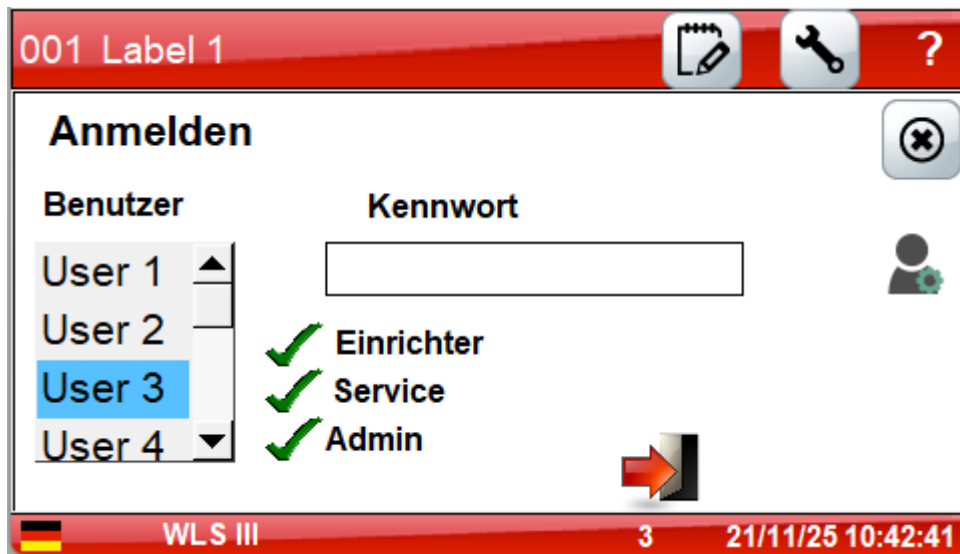 001 Label 1 ?
Anmelden
Benutzer Kennwort
User 1
User 2
User 3
User 4
Einrichter
Service
Admin
WLS III 3 21/11/25 10:42:41